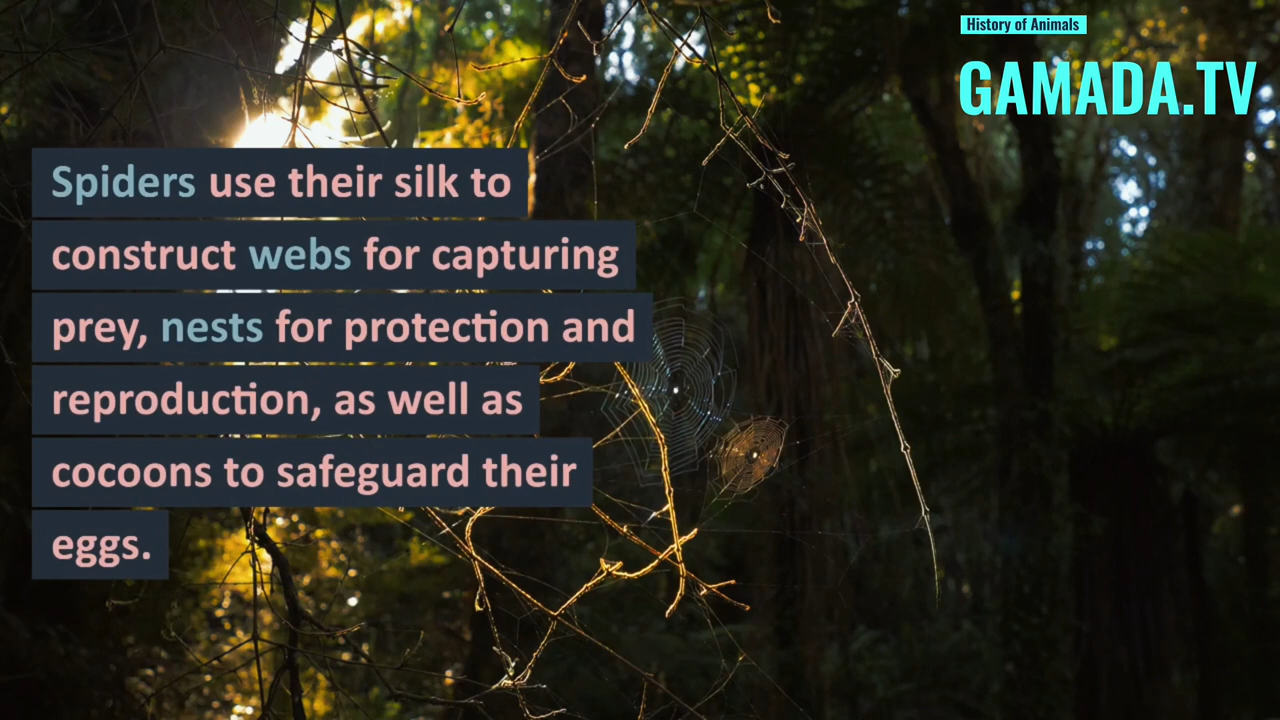 History of Animals
GAMADA.TV
Spiders use their silk to
construct webs for capturing
prey, nests for protection and
reproduction, as well as
cocoons to safeguard their
eggs.